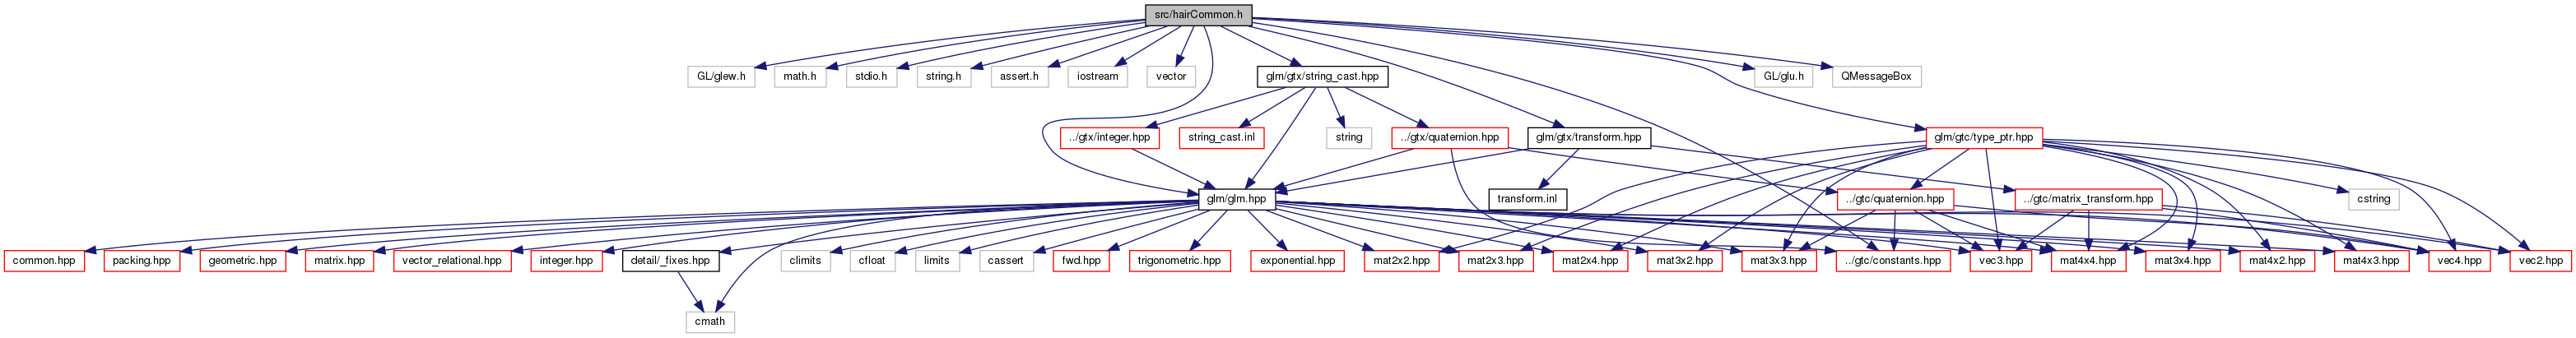 src/hairCommon.h
GL/glew.h
math.h
stdio.h
string.h
assert.h
iostream
vector
glm/gtx/string_cast.hpp
GL/glu.h
QMessageBox
../gtx/integer.hpp
string_cast.inl
string
../gtx/quaternion.hpp
glm/gtx/transform.hpp
glm/gtc/type_ptr.hpp
glm/glm.hpp
transform.inl
../gtc/quaternion.hpp
../gtc/matrix_transform.hpp
cstring
common.hpp
packing.hpp
geometric.hpp
matrix.hpp
vector_relational.hpp
integer.hpp
detail/_fixes.hpp
climits
cfloat
limits
cassert
fwd.hpp
trigonometric.hpp
exponential.hpp
mat2x2.hpp
mat2x3.hpp
mat2x4.hpp
mat3x2.hpp
mat3x3.hpp
../gtc/constants.hpp
vec3.hpp
mat4x4.hpp
mat3x4.hpp
mat4x2.hpp
mat4x3.hpp
vec4.hpp
vec2.hpp
cmath